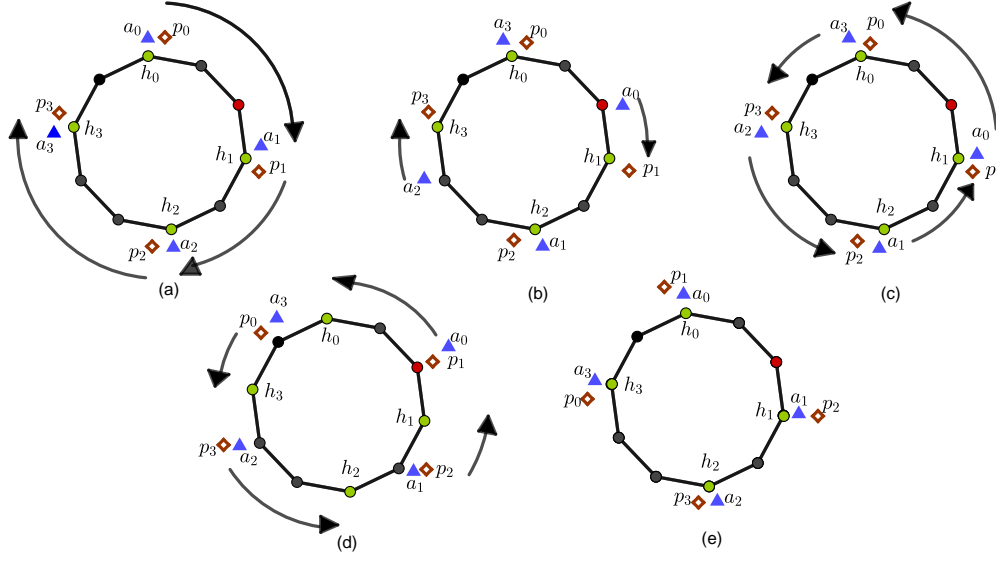 a₀ p₀
h₀
a₁
h₁
p₁
p₃
a₃
h₃
h₂
p₂ a₂
(a)
a₃ p₀
h₀
a₀
p₃
h₃
h₁
p₁
a₂
h₂
p₂ a₁
(b)
a₃ p₀
h₀
p₃
a₂
h₃
a₀
h₁
p
h₂
p₂ a₁
(c)
a₃
p₀
h₀
a₀
p₁
h₃
h₁
p₃
a₂
h₂
a₁
p₂
(d)
p₁
a₀
h₀
a₃
p₀
h₃
h₁
a₁
p₂
h₂
p₃ a₂
(e)